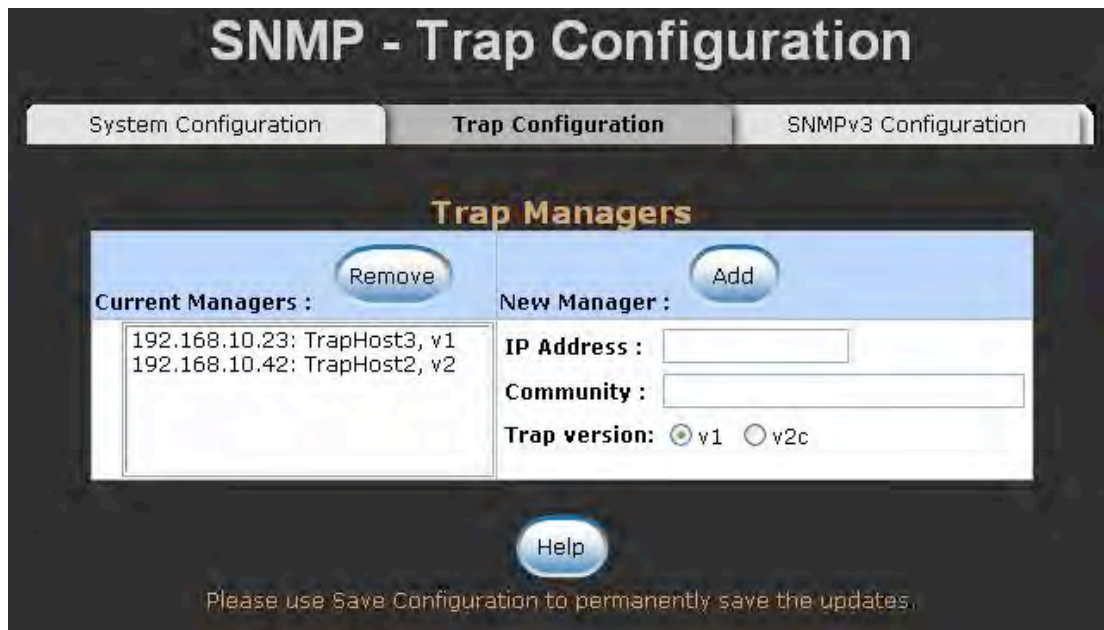 SNMP - Trap Configuration
System Configuration
Trap Configuration
SNMPv3 Configuration
Trap Managers
Remove
Current Managers :
Add
New Manager :
192.168.10.23: TrapHost3, v1
192.168.10.42: TrapHost2, v2
IP Address :
Community :
Trap version: v1 v2c
Help
Please use Save Configuration to permanently save the updates.